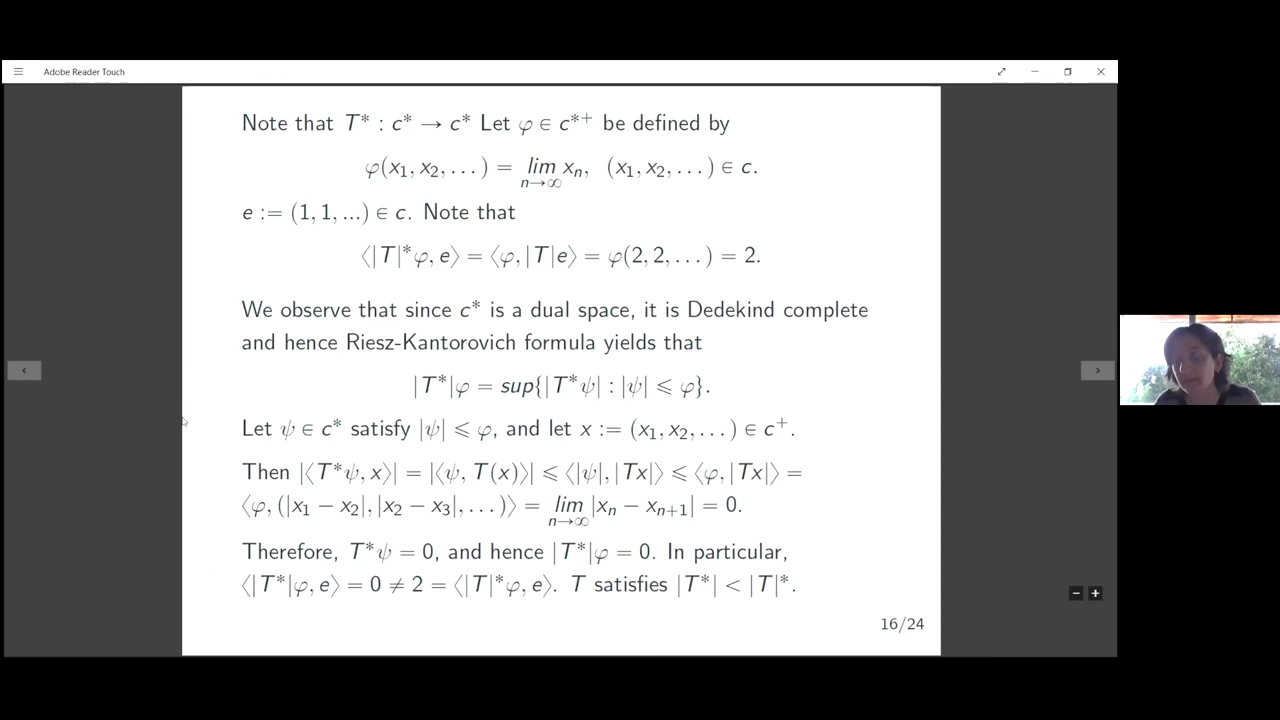 Adobe Reader Touch
Note that T* : c* → c* Let φ ∈ c*⁺ be defined by
φ(x₁, x₂, . . . ) = lim xₙ, (x₁, x₂, . . . ) ∈ c.
n→∞
e := (1, 1, ...) ∈ c. Note that
⟨|T|*φ, e⟩ = ⟨φ, |T|e⟩ = φ(2, 2, . . . ) = 2.
We observe that since c* is a dual space, it is Dedekind complete
and hence Riesz-Kantorovich formula yields that
|T*|φ = sup{|T*ψ| : |ψ| ⩽ φ}.
Let ψ ∈ c* satisfy |ψ| ⩽ φ, and let x := (x₁, x₂, . . . ) ∈ c⁺.
Then |⟨T*ψ, x⟩| = |⟨ψ, T(x)⟩| ⩽ ⟨|ψ|, |Tx|⟩ ⩽ ⟨φ, |Tx|⟩ =
⟨φ, (|x₁ − x₂|, |x₂ − x₃|, . . . )⟩ = lim |xₙ − xₙ₊₁| = 0.
n→∞
Therefore, T*ψ = 0, and hence |T*|φ = 0. In particular,
⟨|T*|φ, e⟩ = 0 ≠ 2 = ⟨|T|*φ, e⟩. T satisfies |T*| < |T|*.
16/24